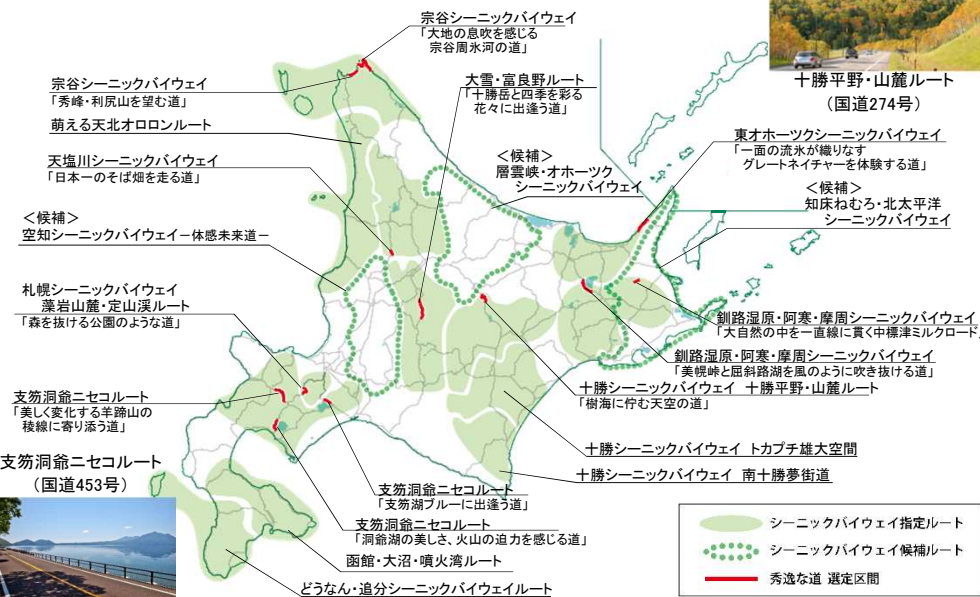 宗谷シーニックバイウェイ
「大地の息吹を感じる
宗谷周氷河の道」
十勝平野・山麓ルート
(国道274号)
宗谷シーニックバイウェイ
「秀峰・利尻山を望む道」
大雪・富良野ルート
「十勝岳と四季を彩る
花々に出逢う道」
萌える天北オロロンルート
東オホーツクシーニックバイウェイ
「一面の流氷が織りなす
グレートネイチャーを体験する道」
天塩川シーニックバイウェイ
「日本一のそば畑を走る道」
<候補>
層雲峡・オホーツク
シーニックバイウェイ
<候補>
知床ねむろ・北太平洋
シーニックバイウェイ
<候補>
空知シーニックバイウェイ-体感未来道-
札幌シーニックバイウェイ
藻岩山麓・定山渓ルート
「森を抜ける公園のような道」
釧路湿原・阿寒・摩周シーニックバイウェイ
「大自然の中を一直線に貫く中標津ミルクロード」
釧路湿原・阿寒・摩周シーニックバイウェイ
「美幌峠と屈斜路湖を風のように吹き抜ける道」
十勝シーニックバイウェイ 十勝平野・山麓ルート
「樹海に佇む天空の道」
支笏洞爺ニセコルート
「美しく変化する羊蹄山の
稜線に寄り添う道」
十勝シーニックバイウェイ トカプチ雄大空間
支笏洞爺ニセコルート
(国道453号)
十勝シーニックバイウェイ 南十勝夢街道
支笏洞爺ニセコルート
「支笏湖ブルーに出逢う道」
支笏洞爺ニセコルート
「洞爺湖の美しさ、火山の迫力を感じる道」
函館・大沼・噴火湾ルート
どうなん・追分シーニックバイウェイルート
シーニックバイウェイ指定ルート
シーニックバイウェイ候補ルート
秀逸な道 選定区間